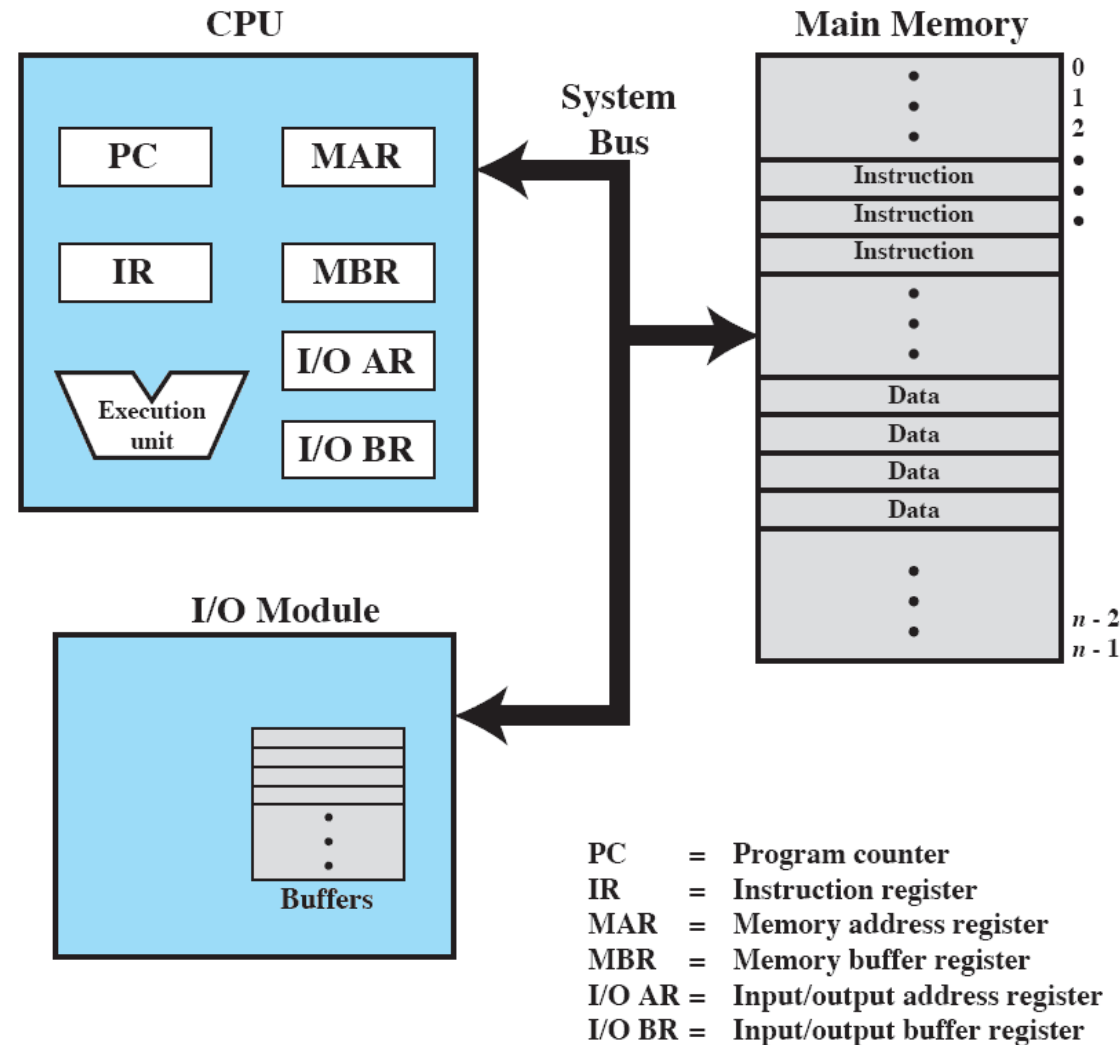 CPU
PC
MAR
IR
MBR
I/O AR
Execution
unit
I/O BR
System
Bus
Main Memory
0
1
2
Instruction
Instruction
Instruction
Data
Data
Data
Data
n - 2
n - 1
I/O Module
Buffers
PC = Program counter
IR = Instruction register
MAR = Memory address register
MBR = Memory buffer register
I/O AR = Input/output address register
I/O BR = Input/output buffer register